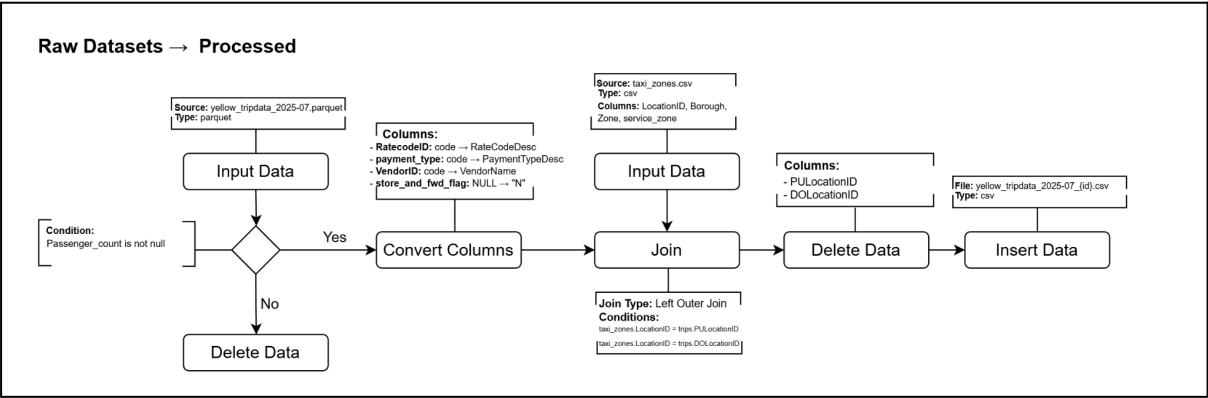 Raw Datasets → Processed
Source: yellow_tripdata_2025-07.parquet
Type: parquet
Input Data
Condition:
Passenger_count is not null
Yes
No
Delete Data
Columns:
- RatecodeID: code → RateCodeDesc
- payment_type: code → PaymentTypeDesc
- VendorID: code → VendorName
- store_and_fwd_flag: NULL → "N"
Convert Columns
Source: taxi_zones.csv
Type: csv
Columns: LocationID, Borough,
Zone, service_zone
Input Data
Join
Join Type: Left Outer Join
Conditions:
taxi_zones.LocationID = trips.PULocationID
taxi_zones.LocationID = trips.DOLocationID
Columns:
- PULocationID
- DOLocationID
Delete Data
File: yellow_tripdata_2025-07_{id}.csv
Type: csv
Insert Data